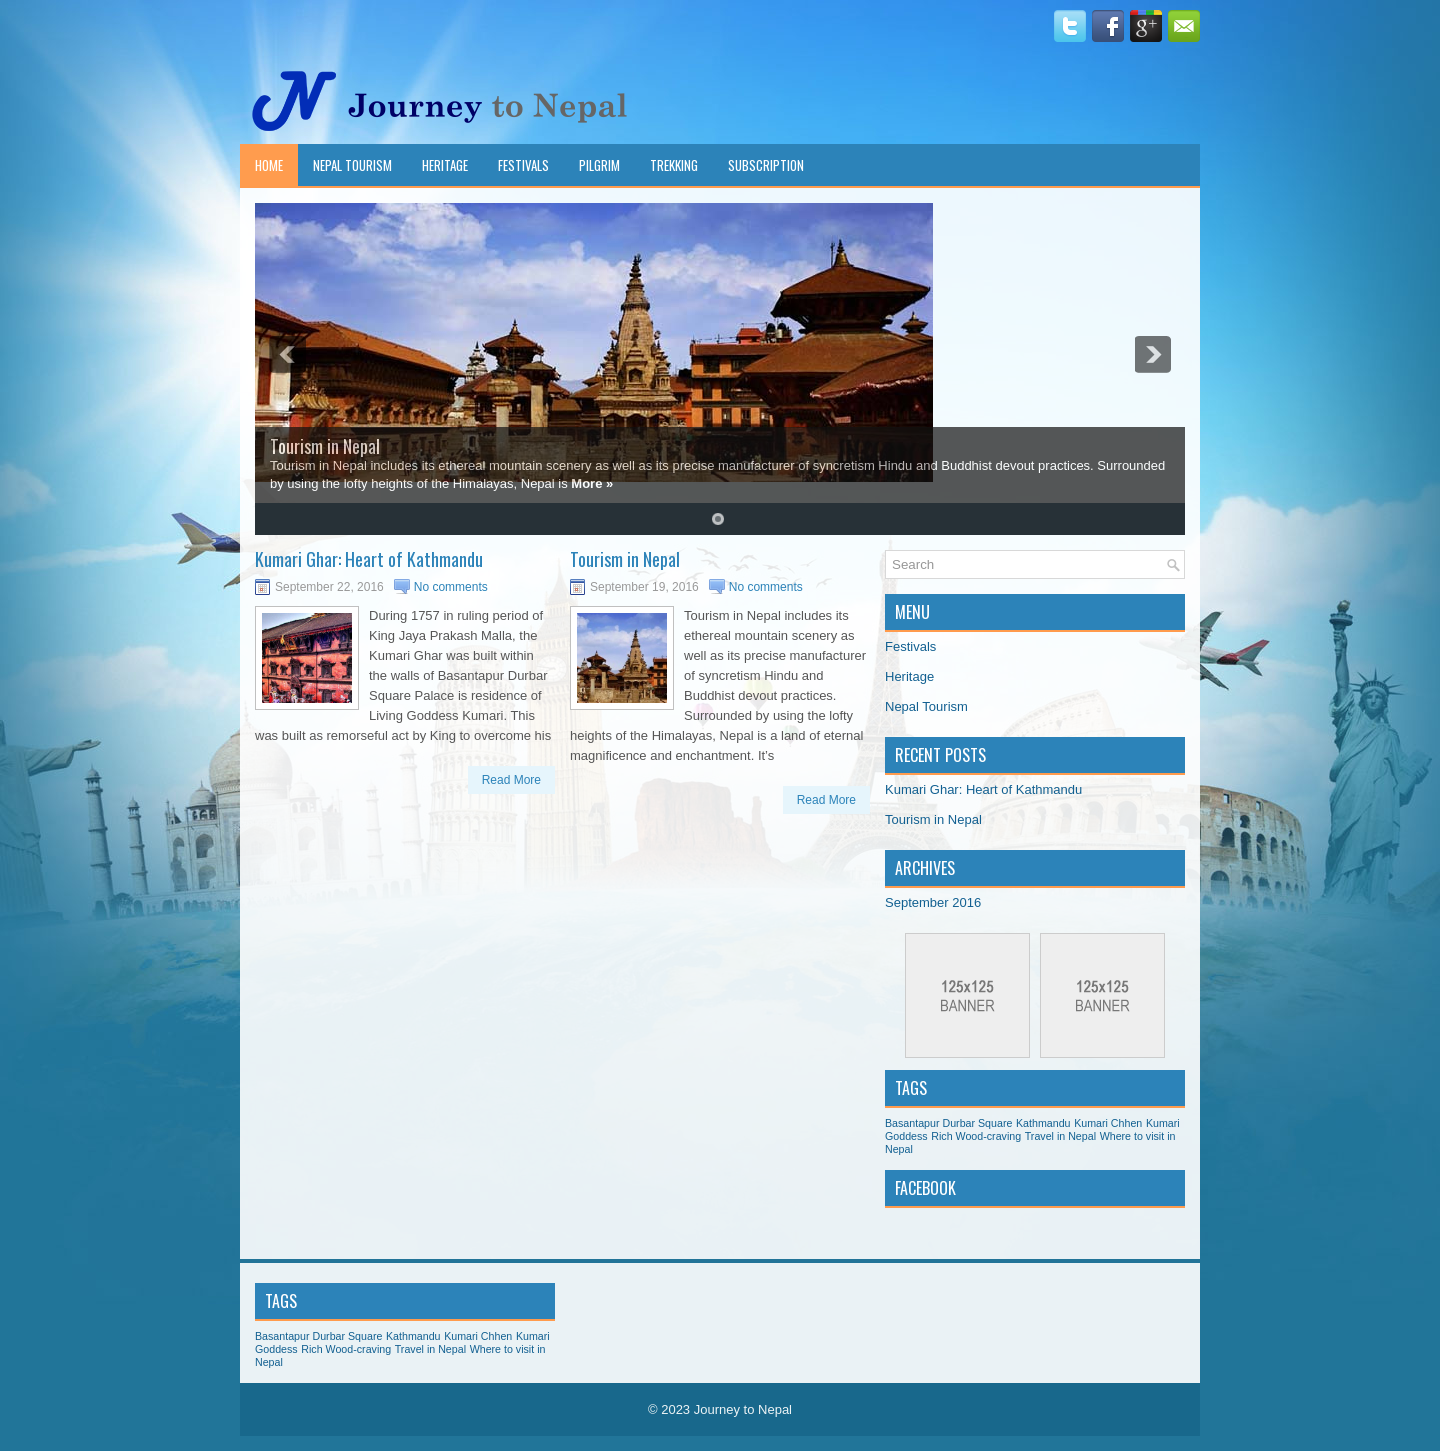 Journey to Nepal
HOME NEPAL TOURISM HERITAGE FESTIVALS PILGRIM TREKKING SUBSCRIPTION
Tourism in Nepal
Tourism in Nepal includes its ethereal mountain scenery as well as its precise manufacturer of syncretism Hindu and Buddhist devout practices. Surrounded
by using the lofty heights of the Himalayas, Nepal is More »
Kumari Ghar: Heart of Kathmandu
September 22, 2016 No comments
During 1757 in ruling period of
King Jaya Prakash Malla, the
Kumari Ghar was built within
the walls of Basantapur Durbar
Square Palace is residence of
Living Goddess Kumari. This
was built as remorseful act by King to overcome his
Read More
Tourism in Nepal
September 19, 2016 No comments
Tourism in Nepal includes its
ethereal mountain scenery as
well as its precise manufacturer
of syncretism Hindu and
Buddhist devout practices.
Surrounded by using the lofty
heights of the Himalayas, Nepal is a land of eternal
magnificence and enchantment. It's
Read More
Search
MENU
Festivals
Heritage
Nepal Tourism
RECENT POSTS
Kumari Ghar: Heart of Kathmandu
Tourism in Nepal
ARCHIVES
September 2016
125x125
BANNER
125x125
BANNER
TAGS
Basantapur Durbar Square Kathmandu Kumari Chhen Kumari
Goddess Rich Wood-craving Travel in Nepal Where to visit in
Nepal
FACEBOOK
TAGS
Basantapur Durbar Square Kathmandu Kumari Chhen Kumari
Goddess Rich Wood-craving Travel in Nepal Where to visit in
Nepal
© 2023 Journey to Nepal